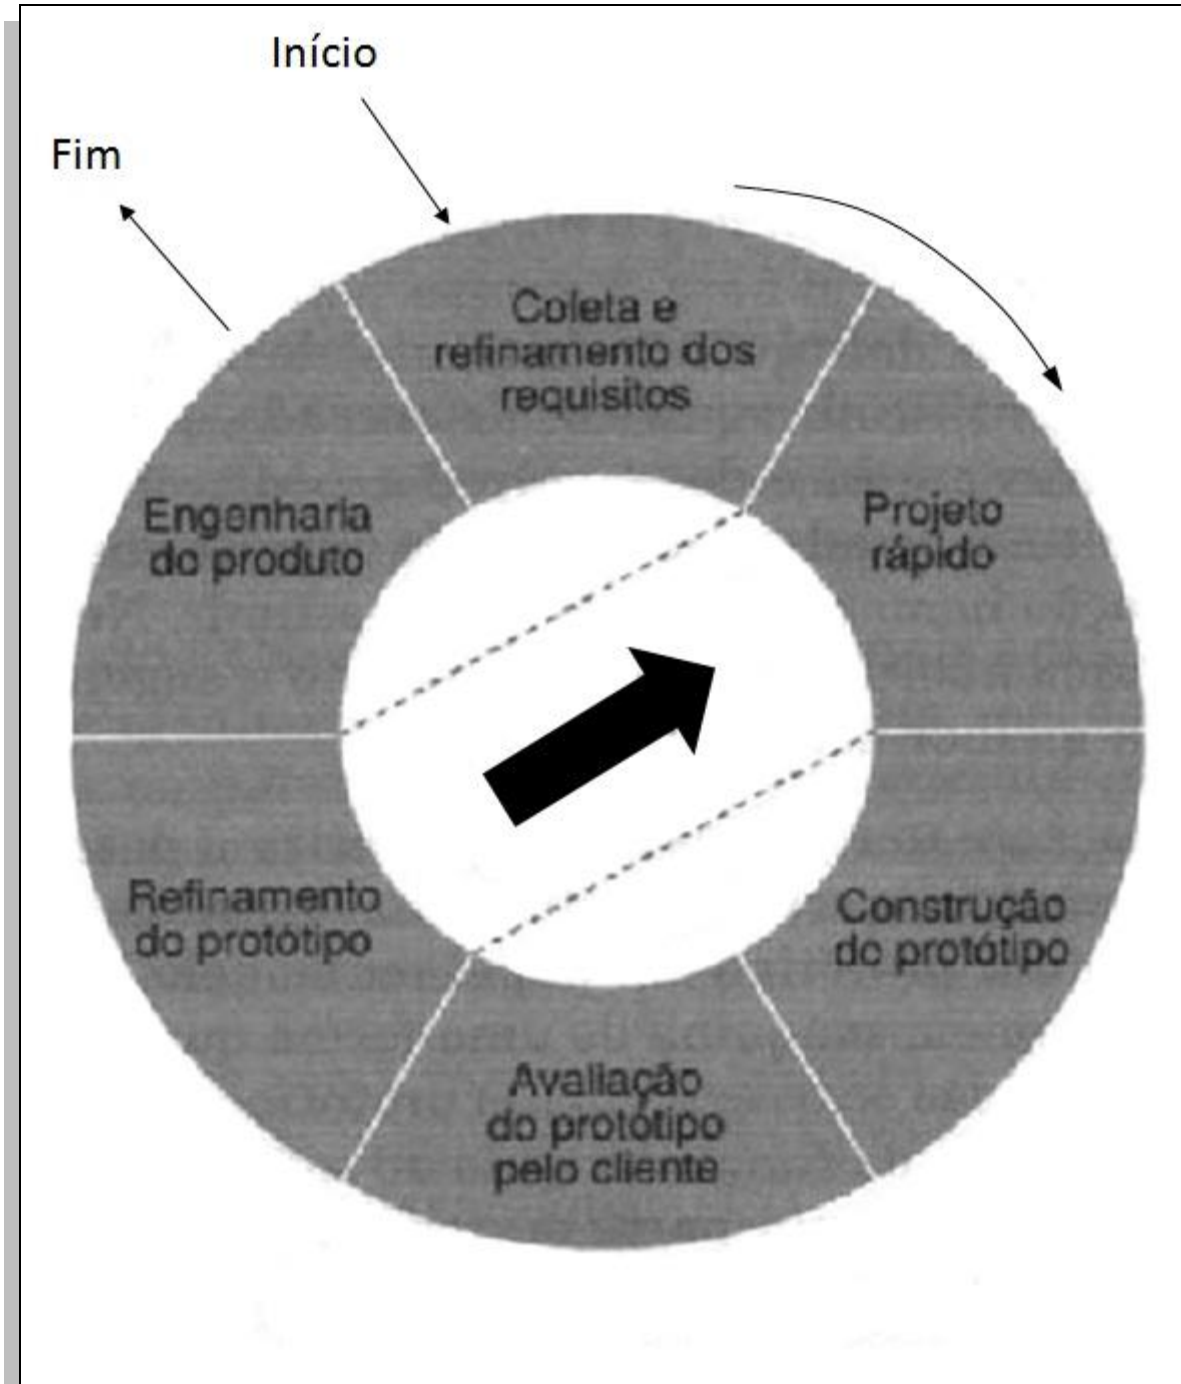 Início
Fim
Coleta e
refinamento dos
requisitos
Projeto
rápido
Construção
do protótipo
Avaliação
do protótipo
pelo cliente
Refinamento
do protótipo
Engenharia
do produto